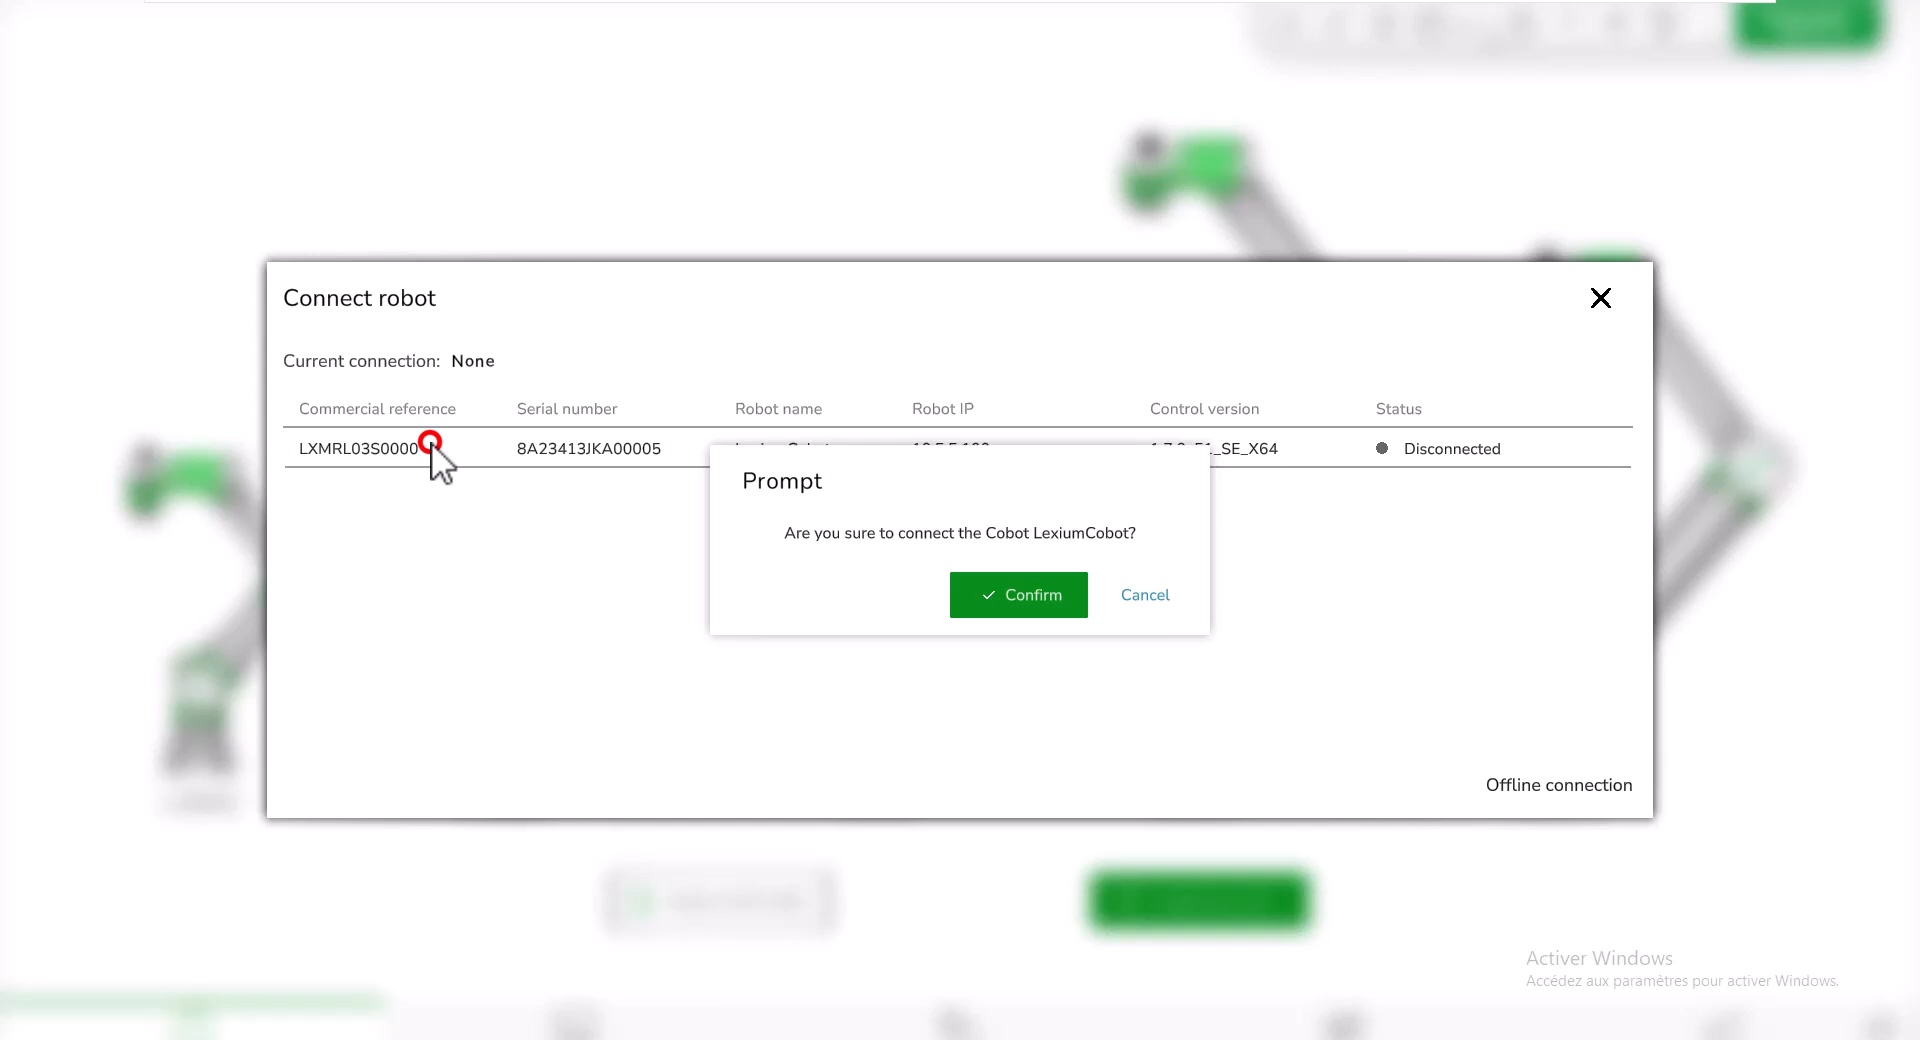 Connect robot
Current connection: None
Commercial reference Serial number Robot name Robot IP Control version Status
LXMRL03S0000 8A23413JKA00005 _SE_X64 Disconnected
Prompt
Are you sure to connect the Cobot LexiumCobot?
Confirm Cancel
Offline connection
Activer Windows
Accédez aux paramètres pour activer Windows.